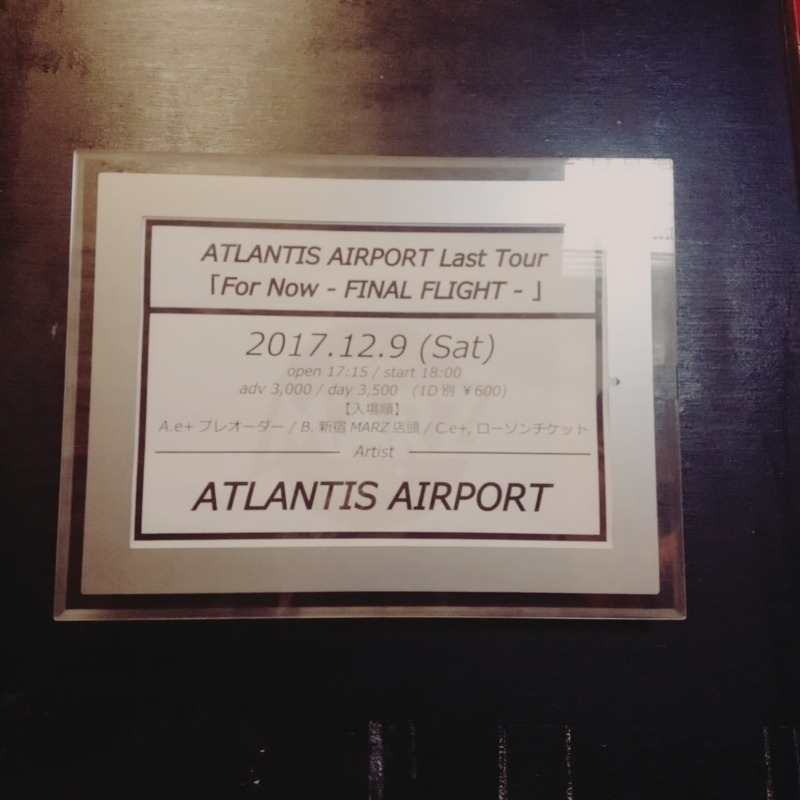 ATLANTIS AIRPORT Last Tour
「For Now - FINAL FLIGHT - 」
2017.12.9 (Sat)
open 17:15 / start 18:00
adv 3,000 / day 3,500 (1D 別 ¥600)
【入場順】
A.e+ プレオーダー / B. 新宿 MARZ 店頭 / C.e+, ローソンチケット
Artist
ATLANTIS AIRPORT